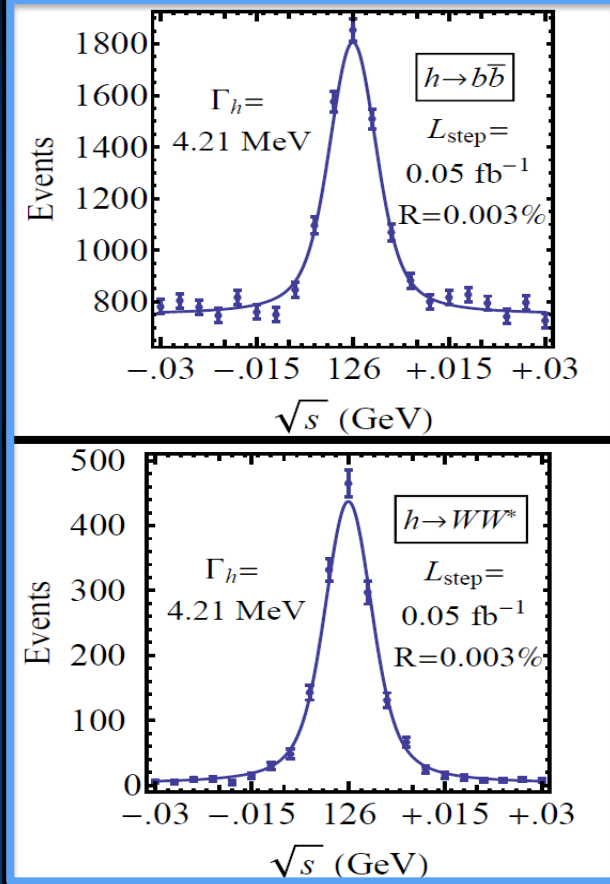 1800
1600
1400
1200
1000
800
Events
Γh=
4.21 MeV
h→bb̅
Lstep=
0.05 fb⁻¹
R=0.003%
−.03 −.015 126 +.015 +.03
√s (GeV)
500
400
300
200
100
0
Events
Γh=
4.21 MeV
h→WW*
Lstep=
0.05 fb⁻¹
R=0.003%
−.03 −.015 126 +.015 +.03
√s (GeV)